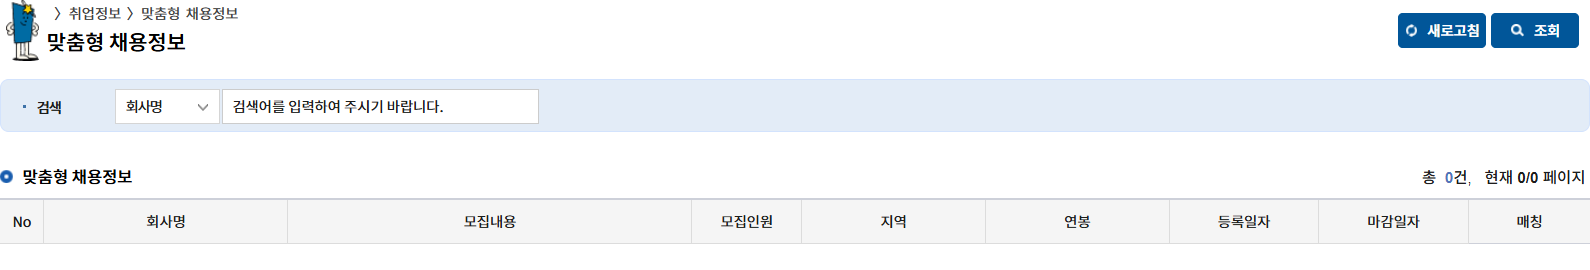 〉취업정보 〉맞춤형 채용정보
맞춤형 채용정보
새로고침 조회
· 검색 회사명 검색어를 입력하여 주시기 바랍니다.
맞춤형 채용정보 총 0건, 현재 0/0 페이지
No 회사명 모집내용 모집인원 지역 연봉 등록일자 마감일자 매칭